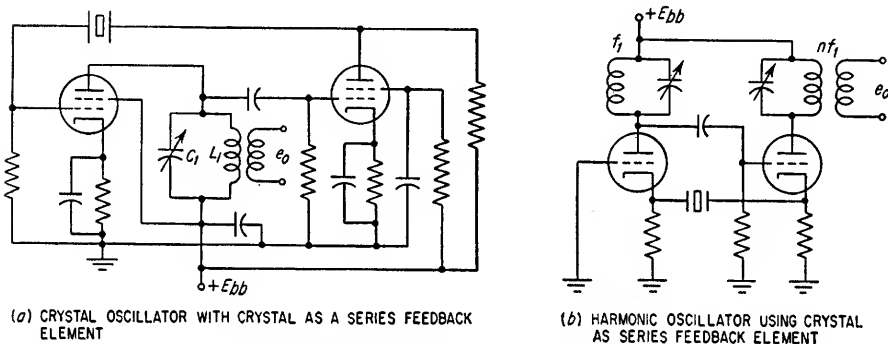 C₁
L₁
e₀
+Ebb
(a) CRYSTAL OSCILLATOR WITH CRYSTAL AS A SERIES FEEDBACK
ELEMENT
+Ebb
f₁
nf₁
e₀
(b) HARMONIC OSCILLATOR USING CRYSTAL
AS SERIES FEEDBACK ELEMENT